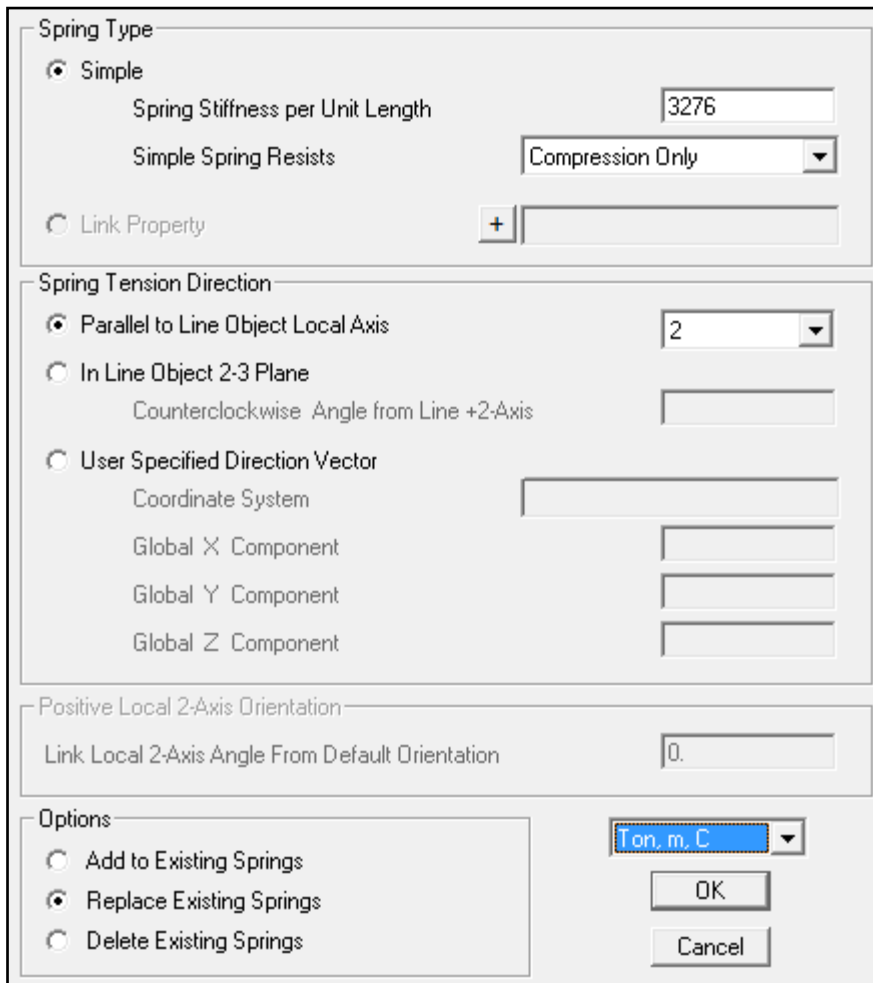 Spring Type
Simple
Spring Stiffness per Unit Length 3276
Simple Spring Resists Compression Only
Link Property +
Spring Tension Direction
Parallel to Line Object Local Axis 2
In Line Object 2-3 Plane
Counterclockwise Angle from Line +2-Axis
User Specified Direction Vector
Coordinate System
Global X Component
Global Y Component
Global Z Component
Positive Local 2-Axis Orientation
Link Local 2-Axis Angle From Default Orientation 0.
Options
Add to Existing Springs
Replace Existing Springs
Delete Existing Springs
Ton, m, C
OK
Cancel